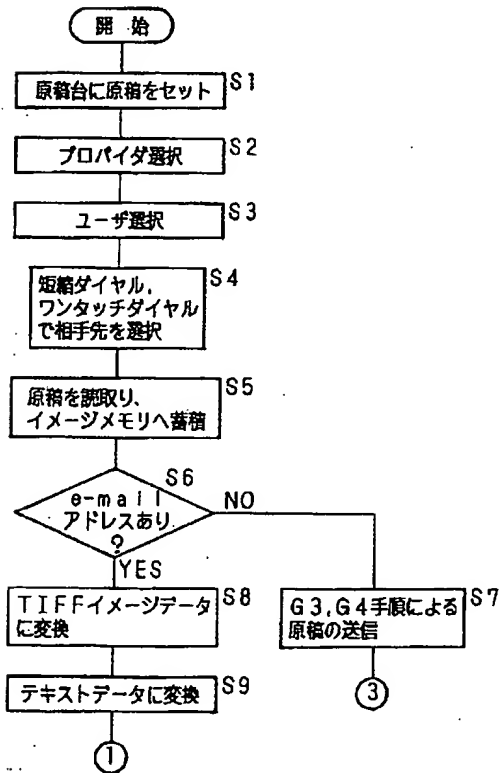 開 始
原稿台に原稿をセット S1
プロパイダ選択 S2
ユーザ選択 S3
短縮ダイヤル, S4
ワンタッチダイヤル
で相手先を選択
原稿を読取り、 S5
イメージメモリへ蓄積
S6
e-mail
アドレスあり
?
NO
YES
TIFFイメージデータ S8
に変換
G3,G4手順による S7
原稿の送信
テキストデータに変換 S9
3
1